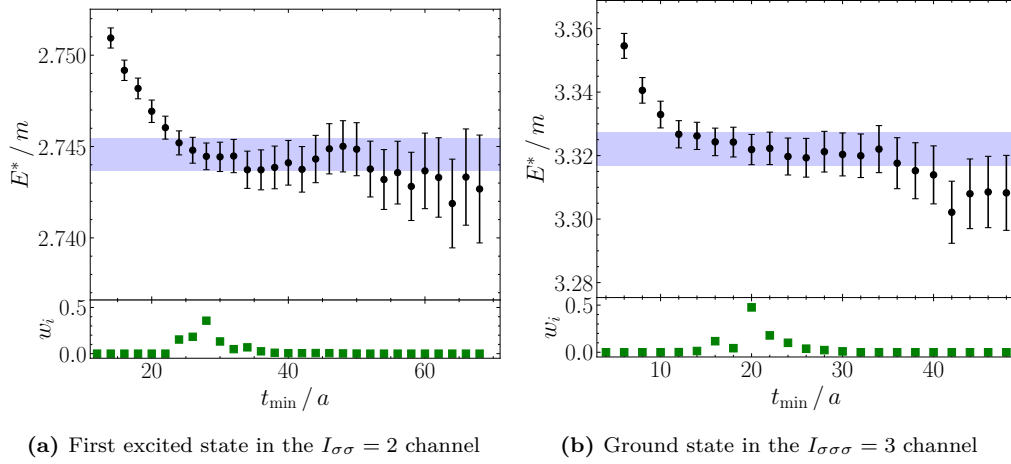 2.750
2.745
2.740
E* / m
0.5
0.0
w_i
20
40
60
t_min / a
(a) First excited state in the I_σσ = 2 channel
3.36
3.34
3.32
3.30
3.28
E* / m
0.5
0.0
w_i
10
20
30
40
t_min / a
(b) Ground state in the I_σσσ = 3 channel